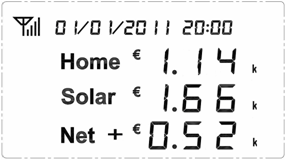 01/01/2011 20:00
Home € 1.14 k
Solar € 1.66 k
Net + € 0.52 k